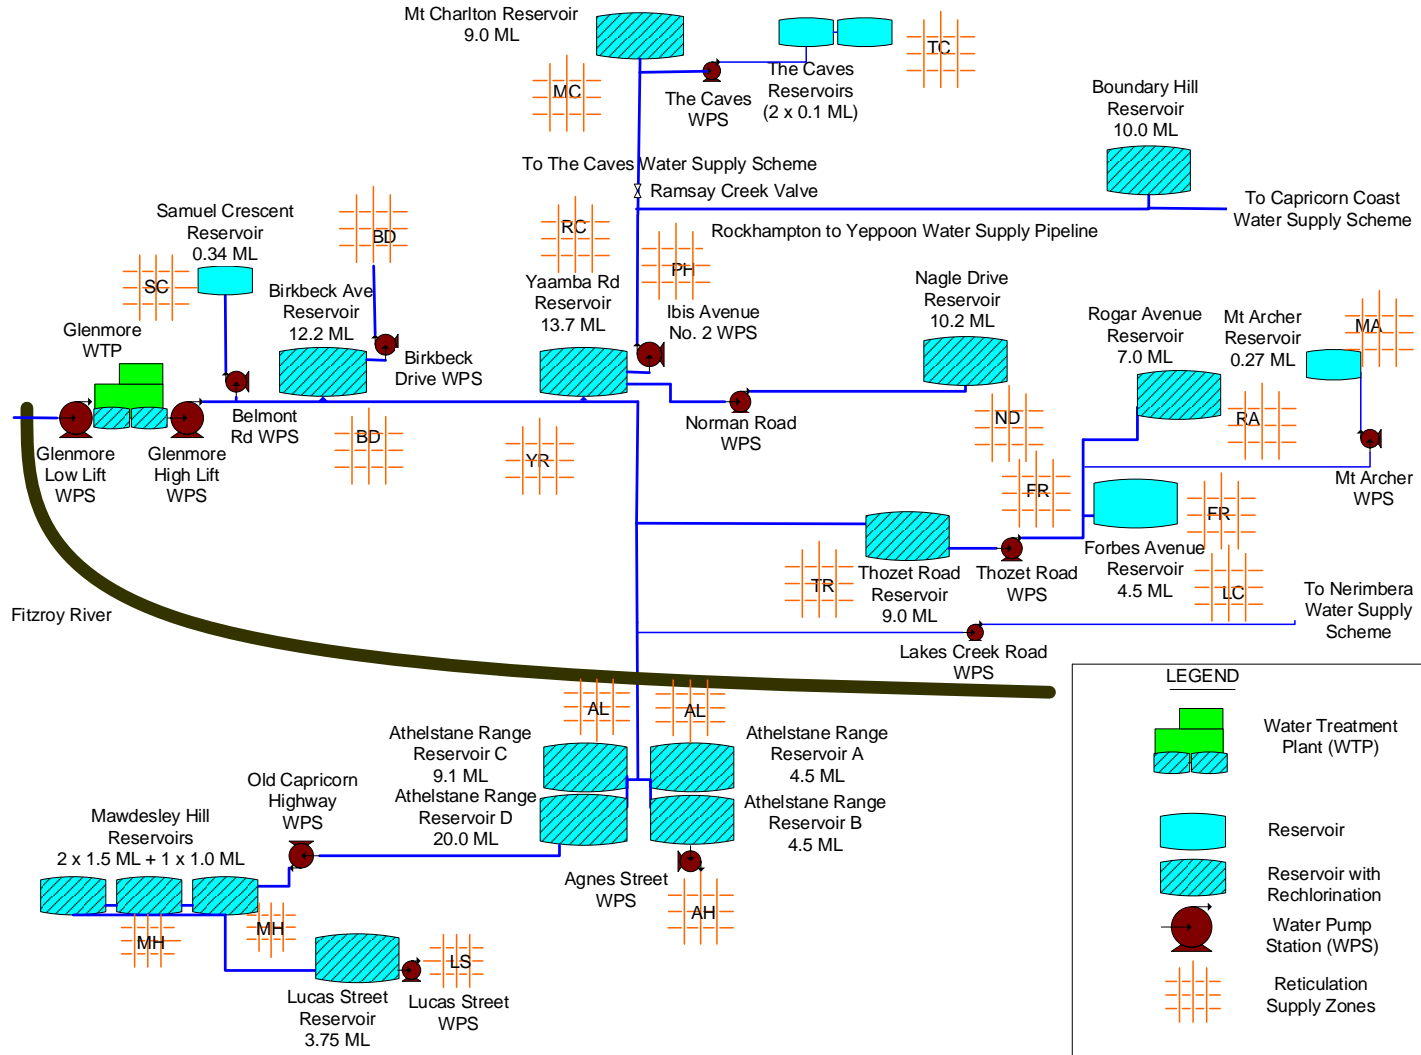 Mt Charlton Reservoir
9.0 ML
MC
The Caves
WPS
The Caves
Reservoirs
(2 x 0.1 ML)
TC
Boundary Hill
Reservoir
10.0 ML
To The Caves Water Supply Scheme
Ramsay Creek Valve
To Capricorn Coast
Water Supply Scheme
Rockhampton to Yeppoon Water Supply Pipeline
Samuel Crescent
Reservoir
0.34 ML
SC
BD
RC
PH
Glenmore
WTP
Birkbeck Ave
Reservoir
12.2 ML
Birkbeck
Drive WPS
Yaamba Rd
Reservoir
13.7 ML
Ibis Avenue
No. 2 WPS
Nagle Drive
Reservoir
10.2 ML
Rogar Avenue
Reservoir
7.0 ML
Mt Archer
Reservoir
0.27 ML
MA
Glenmore
Low Lift
WPS
Glenmore
High Lift
WPS
Belmont
Rd WPS
BD
YR
Norman Road
WPS
ND
RA
Mt Archer
WPS
FR
FR
Forbes Avenue
Reservoir
4.5 ML
LC
TR
Thozet Road
Reservoir
9.0 ML
Thozet Road
WPS
To Nerimbera
Water Supply
Scheme
Fitzroy River
Lakes Creek Road
WPS
AL
AL
Athelstane Range
Reservoir C
9.1 ML
Athelstane Range
Reservoir D
20.0 ML
Athelstane Range
Reservoir A
4.5 ML
Athelstane Range
Reservoir B
4.5 ML
Old Capricorn
Highway
WPS
Mawdesley Hill
Reservoirs
2 x 1.5 ML + 1 x 1.0 ML
Agnes Street
WPS
AH
MH
MH
LS
Lucas Street
Reservoir
3.75 ML
Lucas Street
WPS
LEGEND
Water Treatment
Plant (WTP)
Reservoir
Reservoir with
Rechlorination
Water Pump
Station (WPS)
Reticulation
Supply Zones